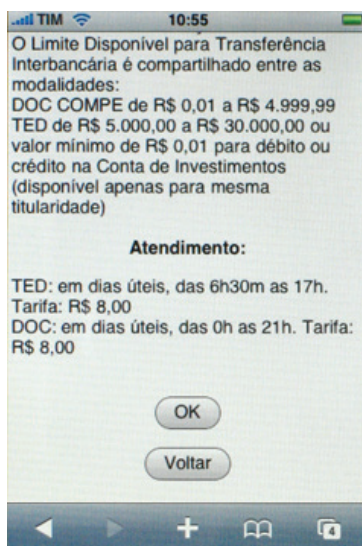 TIM 10:55
O Limite Disponível para Transferência
Interbancária é compartilhado entre as
modalidades:
DOC COMPE de R$ 0,01 a R$ 4.999,99
TED de R$ 5.000,00 a R$ 30.000,00 ou
valor mínimo de R$ 0,01 para débito ou
crédito na Conta de Investimentos
(disponível apenas para mesma
titularidade)
Atendimento:
TED: em dias úteis, das 6h30m as 17h.
Tarifa: R$ 8,00
DOC: em dias úteis, das 0h as 21h. Tarifa:
R$ 8,00
OK
Voltar
4